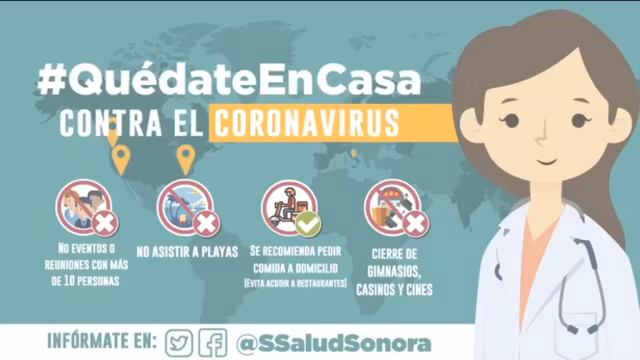 #QuédateEnCasa
CONTRA EL CORONAVIRUS
NO EVENTOS O
REUNIONES CON MÁS
DE 10 PERSONAS
NO ASISTIR A PLAYAS
SE RECOMIENDA PEDIR
COMIDA A DOMICILIO
(EVITA ACUDIR A RESTAURANTES)
CIERRE DE
GIMNASIOS,
CASINOS Y CINES
INFÓRMATE EN: @SSaludSonora